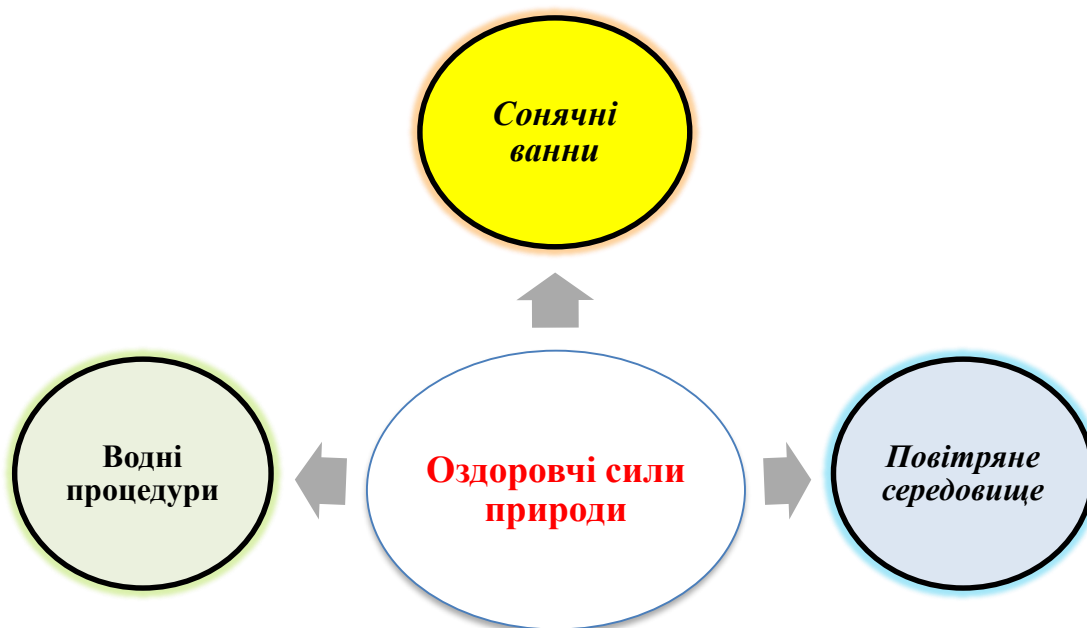 Сонячні
ванни
Водні
процедури
Оздоровчі сили
природи
Повітряне
середовище